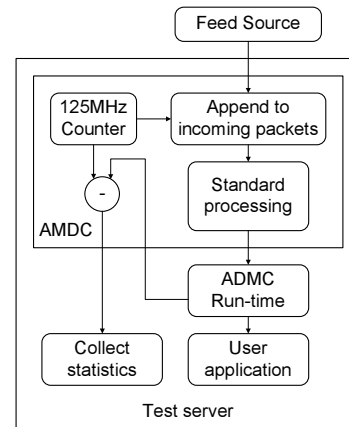 Feed Source
125MHz
Counter
Append to
incoming packets
-
Standard
processing
AMDC
ADMC
Run-time
Collect
statistics
User
application
Test server